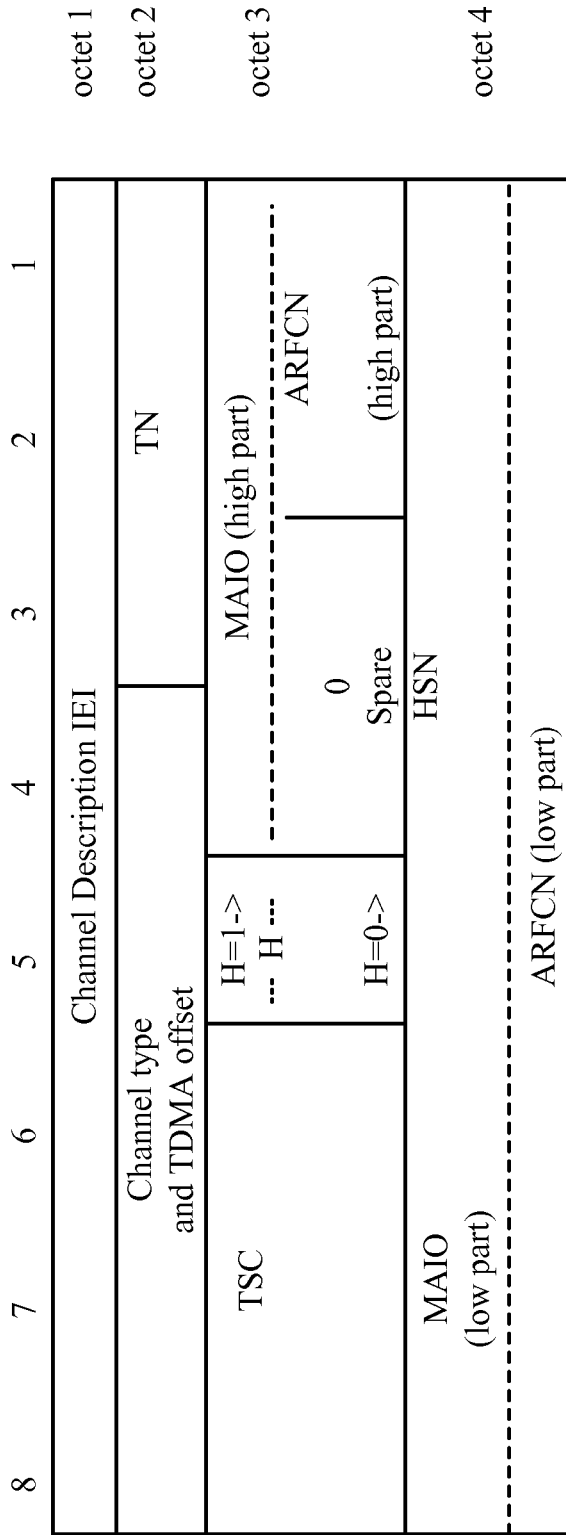 8 7 6 5 4 3 2 1
Channel Description IEI
octet 1
Channel type
and TDMA offset
TN
octet 2
TSC
H=1->
---- H ----
H=0->
MAIO (high part)
ARFCN
(high part)
0
Spare
octet 3
MAIO
(low part)
HSN
octet 4
ARFCN (low part)